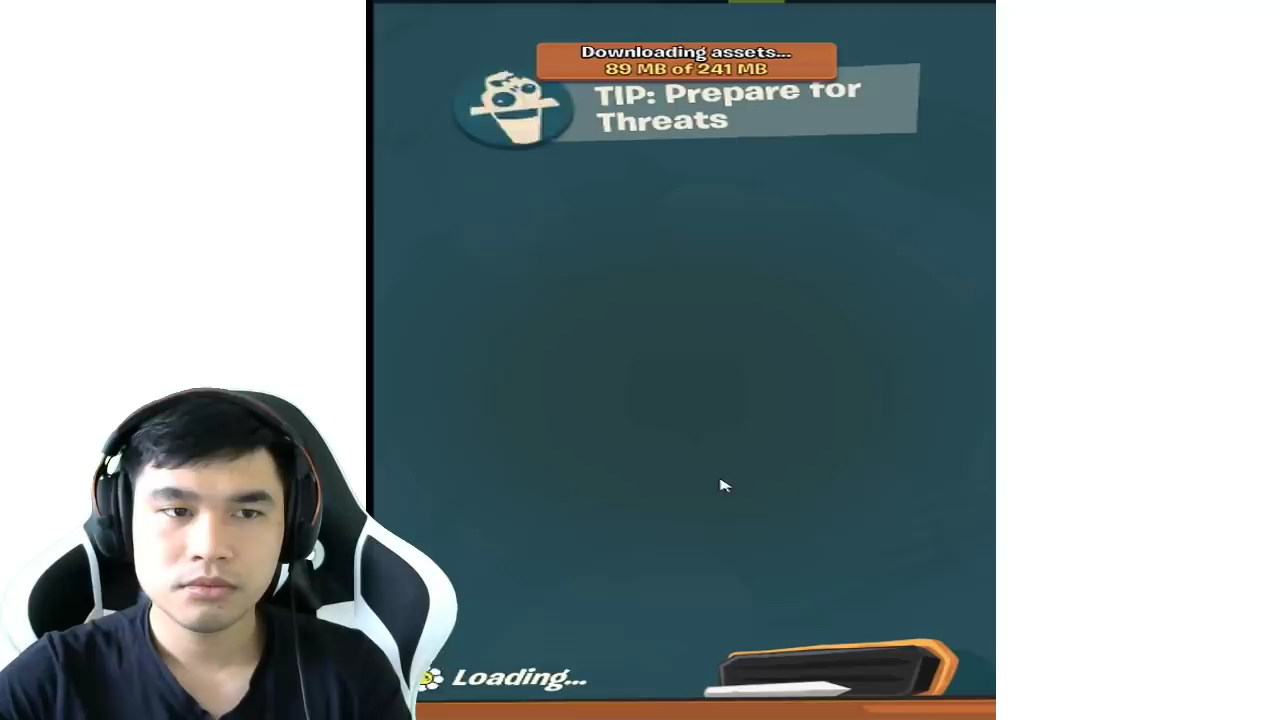 Downloading assets...
89 MB of 241 MB
TIP: Prepare for
Threats
Loading...